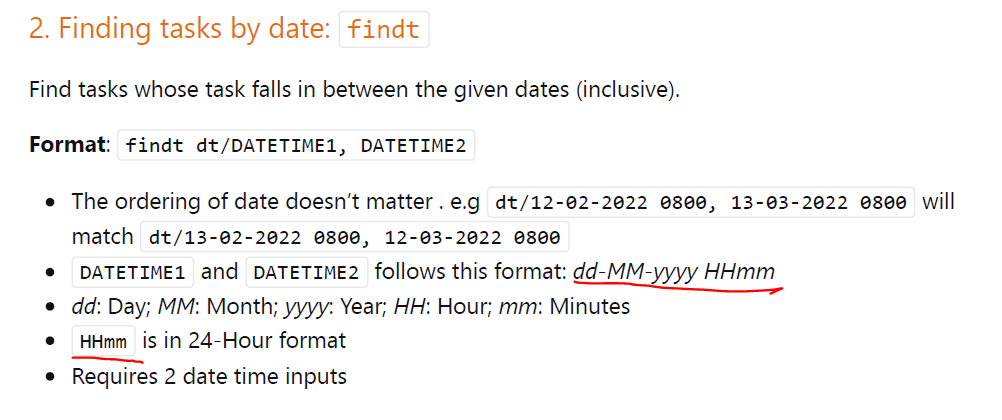 2. Finding tasks by date: findt
Find tasks whose task falls in between the given dates (inclusive).
Format: findt dt/DATETIME1, DATETIME2
• The ordering of date doesn't matter . e.g dt/12-02-2022 0800, 13-03-2022 0800 will
match dt/13-02-2022 0800, 12-03-2022 0800
• DATETIME1 and DATETIME2 follows this format: dd-MM-yyyy HHmm
• dd: Day; MM: Month; yyyy: Year; HH: Hour; mm: Minutes
• HHmm is in 24-Hour format
• Requires 2 date time inputs